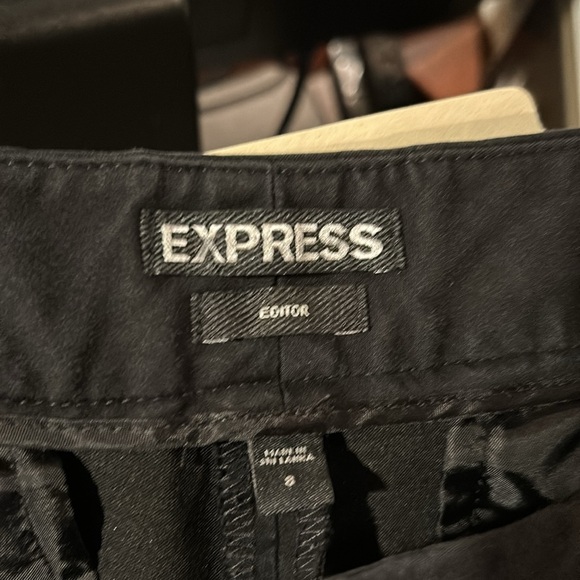 EXPRESS
EDITOR
MADE IN
SRI LANKA
8